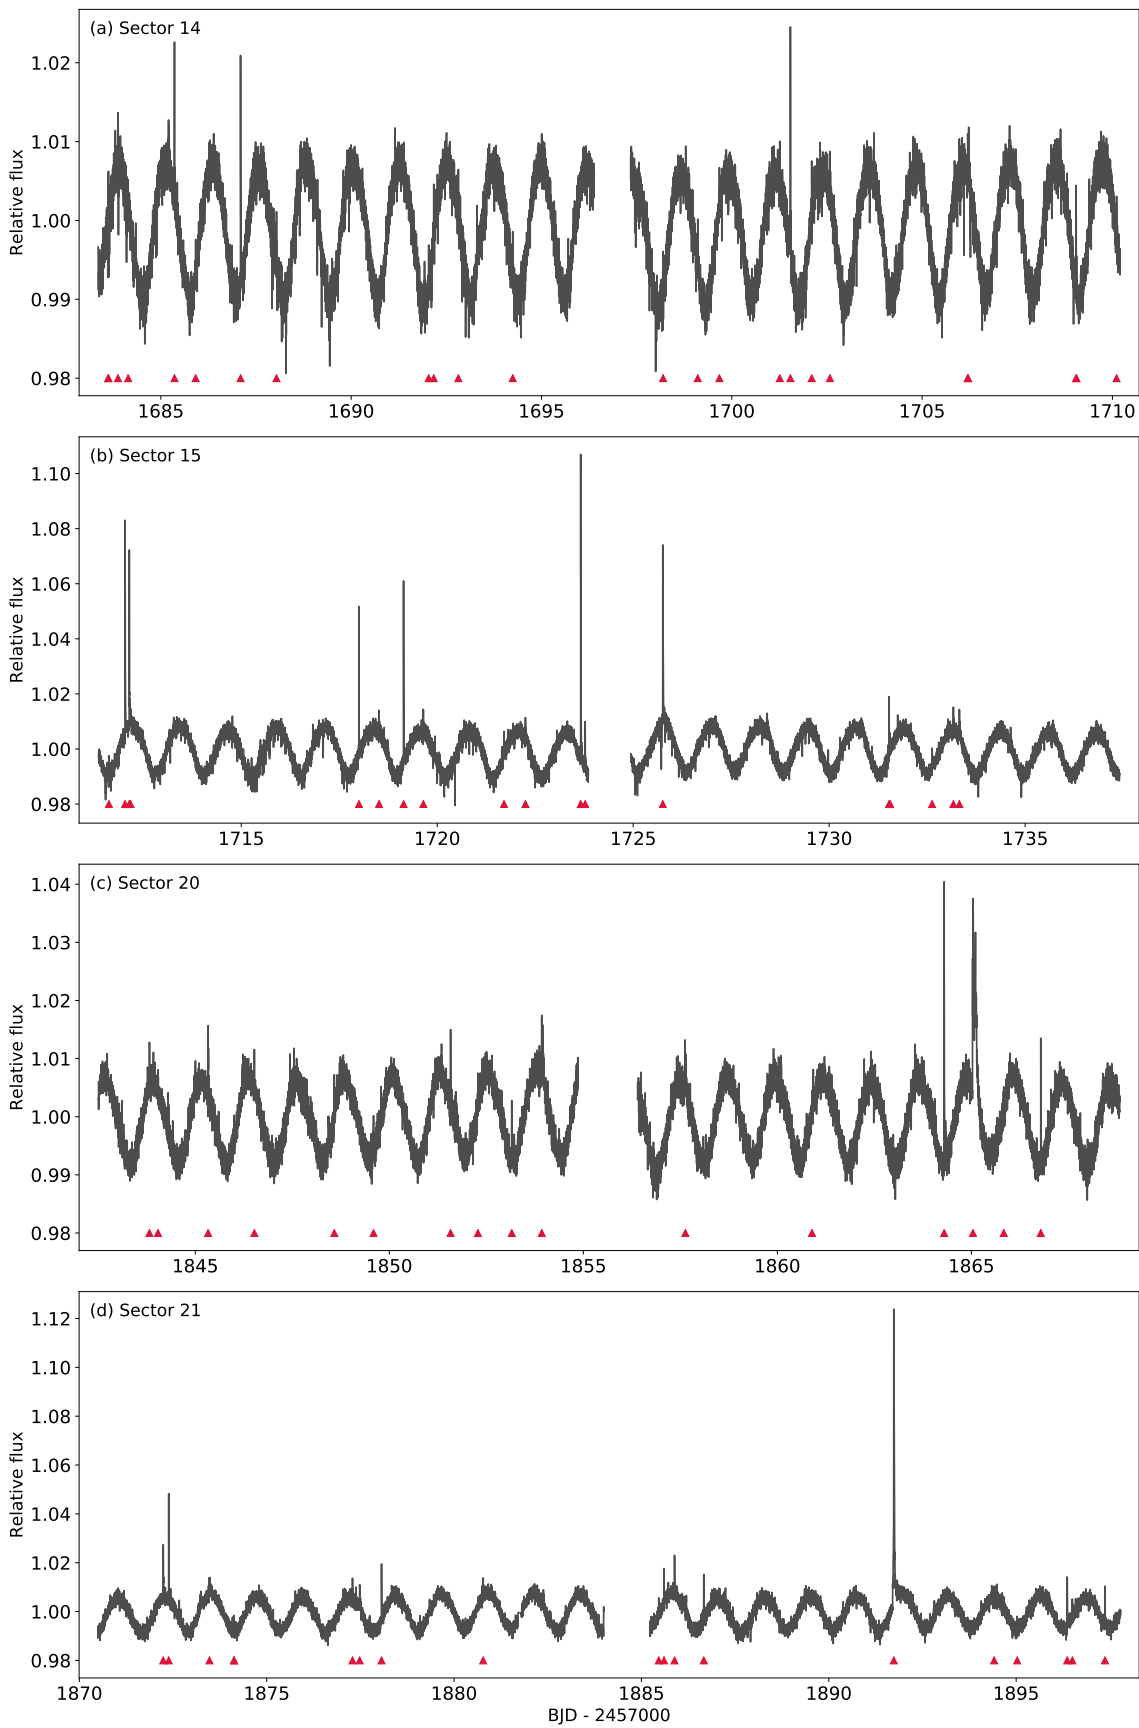 (a) Sector 14
1.02
1.01
1.00
0.99
0.98
Relative flux
1685 1690 1695 1700 1705 1710
(b) Sector 15
1.10
1.08
1.06
1.04
1.02
1.00
0.98
Relative flux
1715 1720 1725 1730 1735
(c) Sector 20
1.04
1.03
1.02
1.01
1.00
0.99
0.98
Relative flux
1845 1850 1855 1860 1865
(d) Sector 21
1.12
1.10
1.08
1.06
1.04
1.02
1.00
0.98
Relative flux
1870 1875 1880 1885 1890 1895
BJD - 2457000